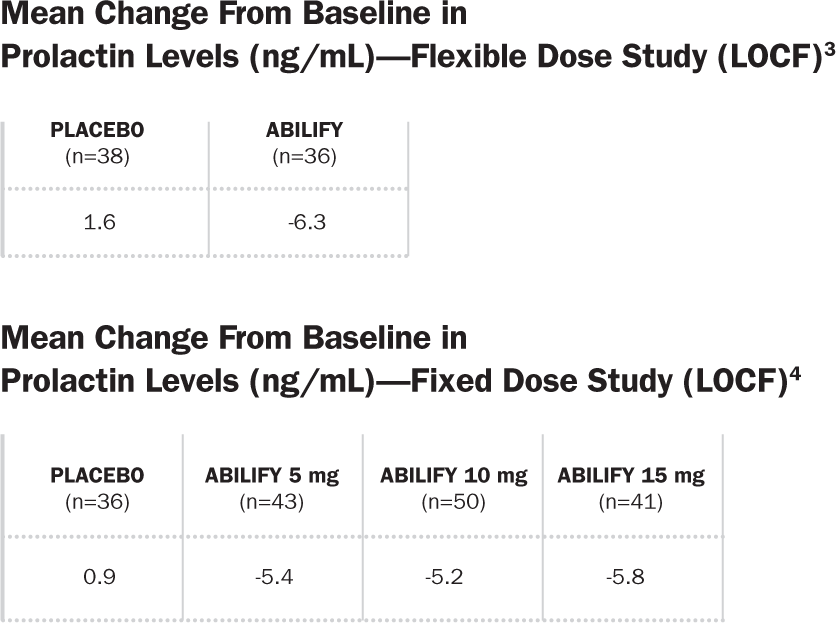 Mean Change From Baseline in
Prolactin Levels (ng/mL)—Flexible Dose Study (LOCF)³
PLACEBO ABILIFY
(n=38) (n=36)
1.6 -6.3
Mean Change From Baseline in
Prolactin Levels (ng/mL)—Fixed Dose Study (LOCF)⁴
PLACEBO ABILIFY 5 mg ABILIFY 10 mg ABILIFY 15 mg
(n=36) (n=43) (n=50) (n=41)
0.9 -5.4 -5.2 -5.8